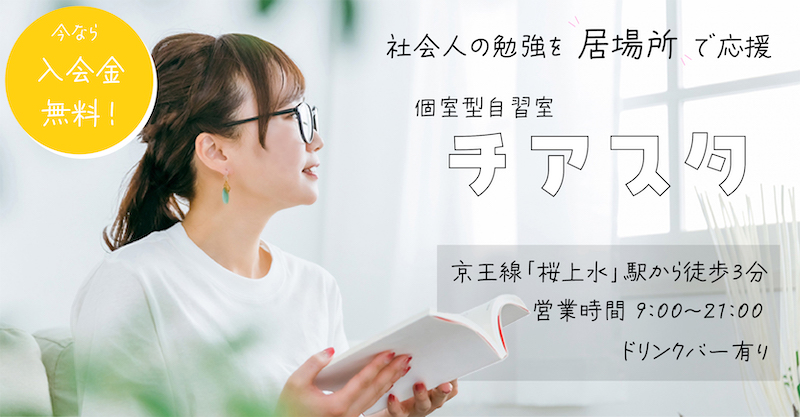 今なら
入会金
無料！
社会人の勉強を 居場所 で応援
個室型自習室
チアスタ
京王線「桜上水」駅から徒歩3分
営業時間 9:00〜21:00
ドリンクバー有り